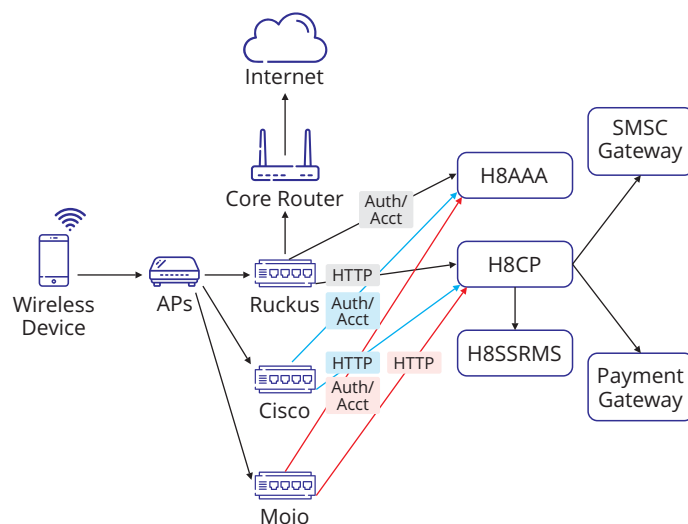 Internet
SMSC
Gateway
Core Router
Auth/
Acct
H8AAA
Wireless
Device
APs
Ruckus
HTTP
H8CP
Auth/
Acct
HTTP
HTTP
H8SSRMS
Auth/
Acct
Cisco
Payment
Gateway
Mojo